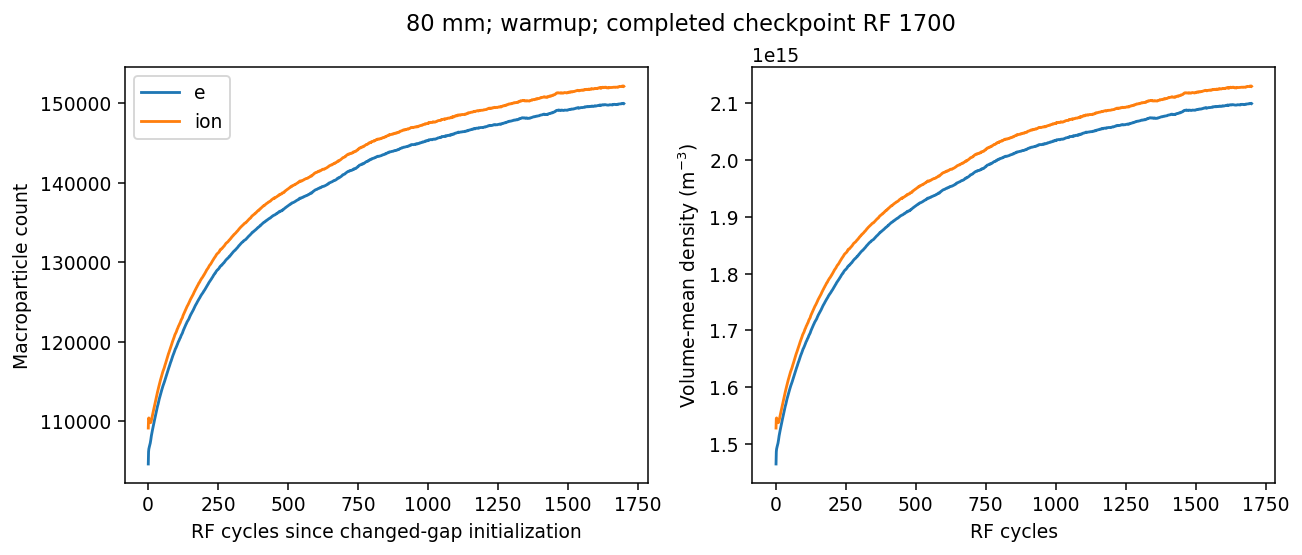 80 mm; warmup; completed checkpoint RF 1700
e
ion
Macroparticle count
150000
140000
130000
120000
110000
0 250 500 750 1000 1250 1500 1750
RF cycles since changed-gap initialization
1e15
Volume-mean density (m⁻³)
2.1
2.0
1.9
1.8
1.7
1.6
1.5
0 250 500 750 1000 1250 1500 1750
RF cycles